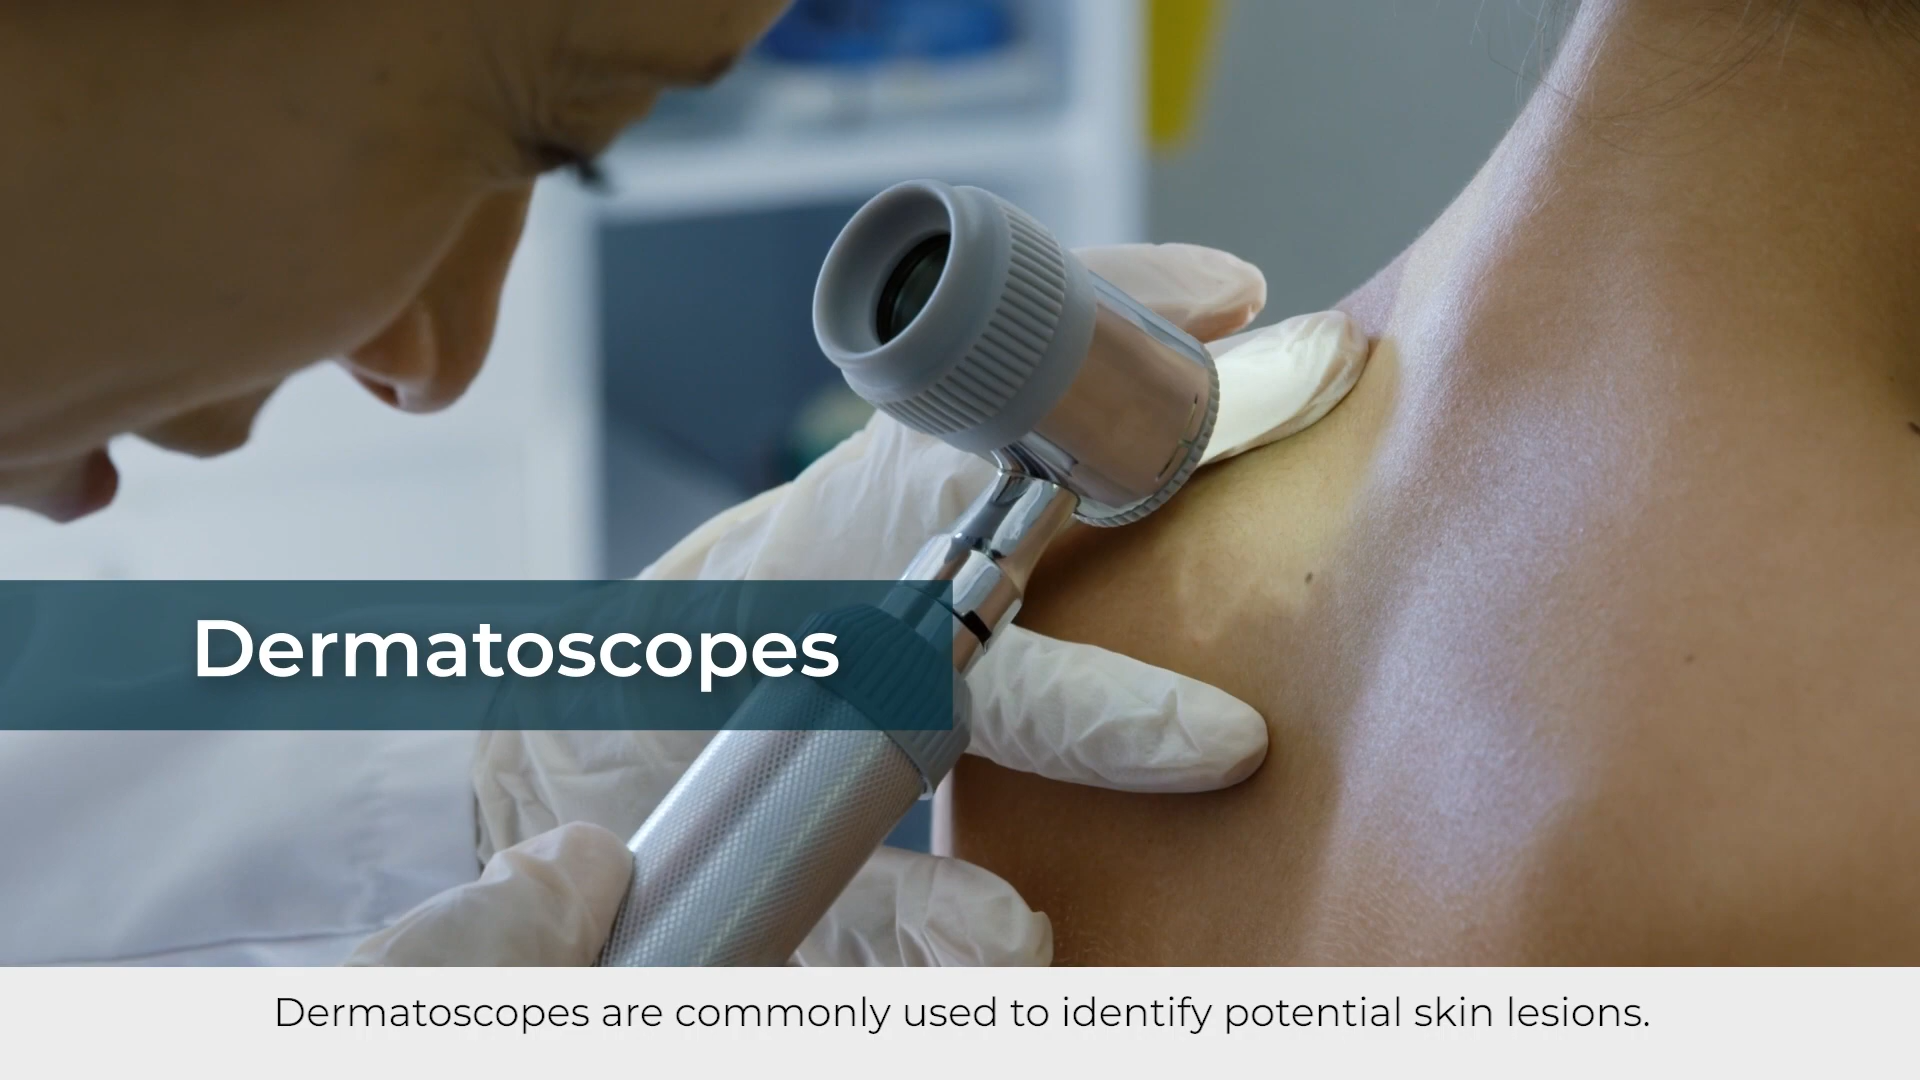 Dermatoscopes
Dermatoscopes are commonly used to identify potential skin lesions.